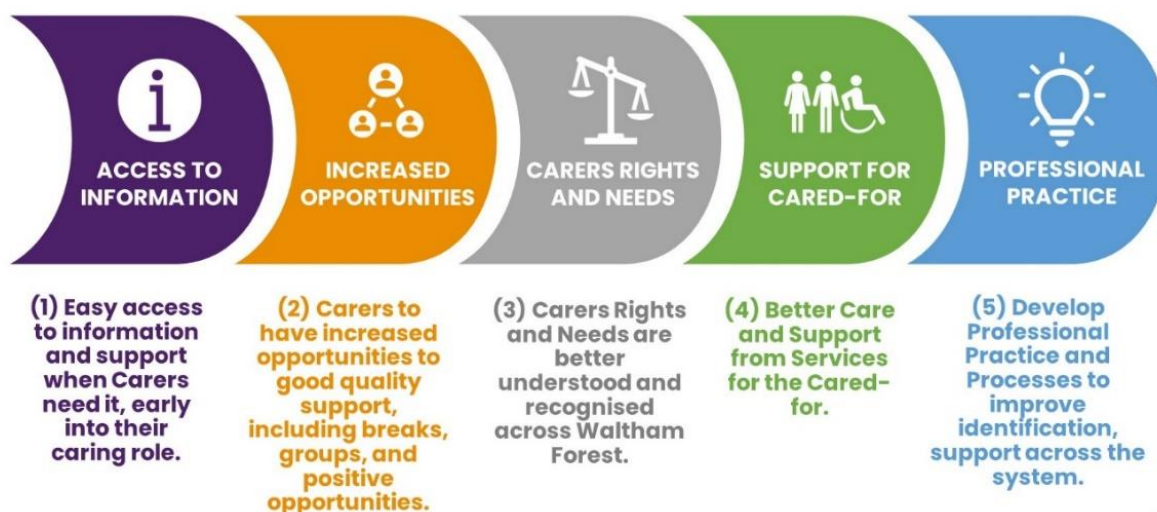 ACCESS TO
INFORMATION
INCREASED
OPPORTUNITIES
CARERS RIGHTS
AND NEEDS
SUPPORT FOR
CARED-FOR
PROFESSIONAL
PRACTICE
(1) Easy access
to information
and support
when Carers
need it, early
into their
caring role.
(2) Carers to
have increased
opportunities to
good quality
support,
including breaks,
groups, and
positive
opportunities.
(3) Carers Rights
and Needs are
better
understood and
recognised
across Waltham
Forest.
(4) Better Care
and Support
from Services
for the Cared-
for.
(5) Develop
Professional
Practice and
Processes to
improve
identification,
support across the
system.